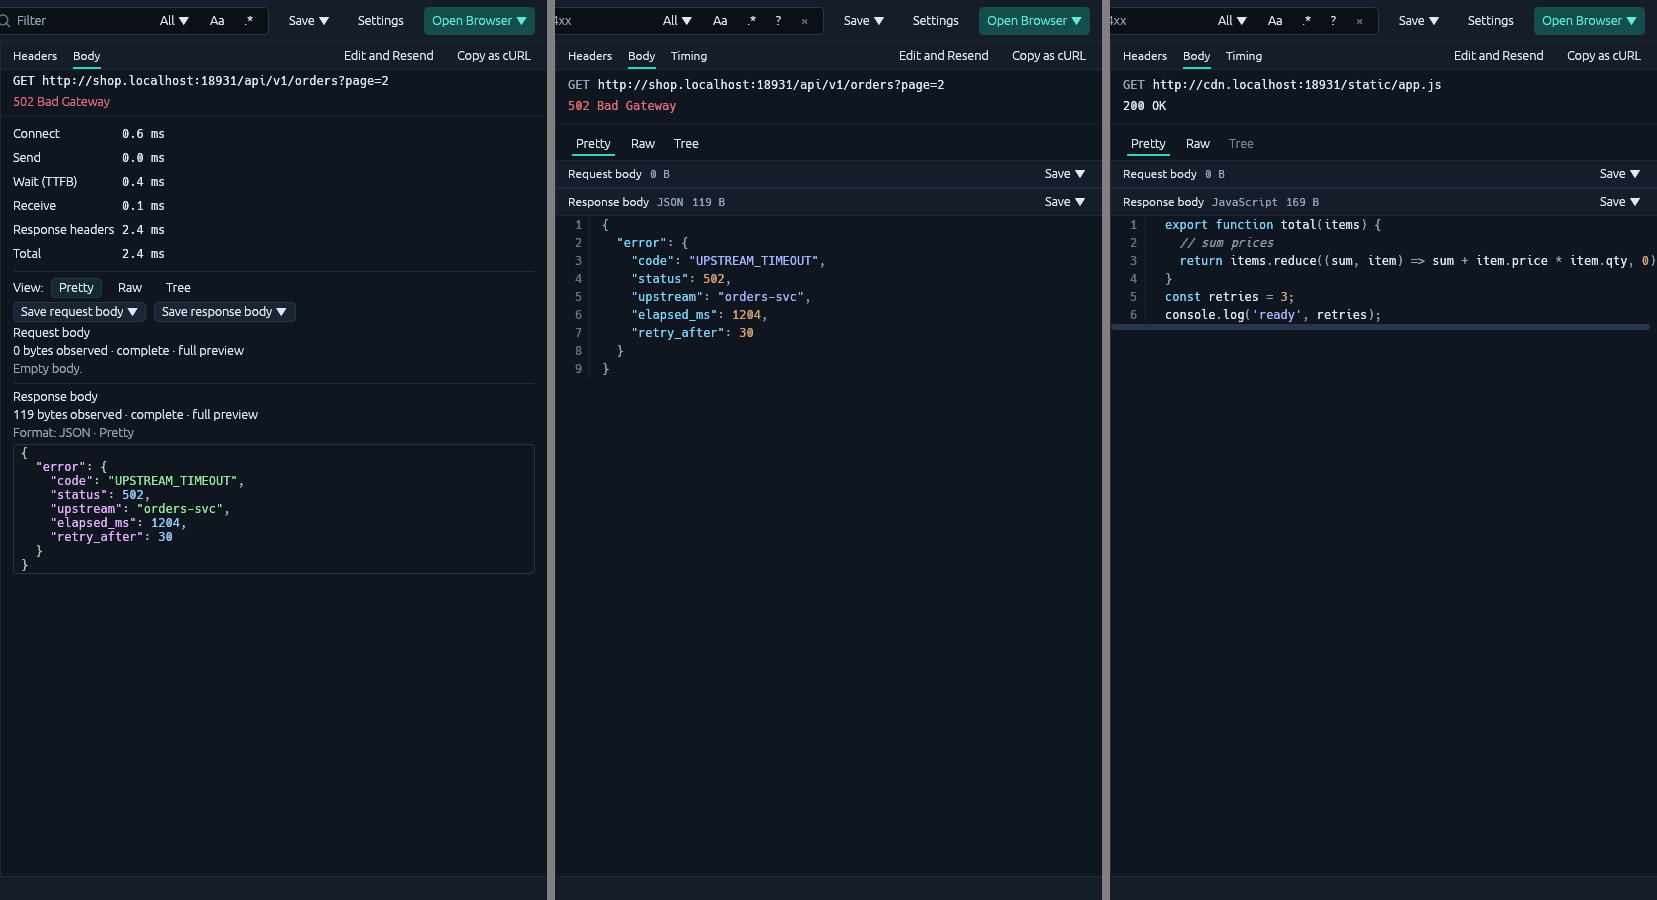 Filter All ▼ Aa .* Save ▼ Settings Open Browser ▼
Headers Body Edit and Resend Copy as cURL
GET http://shop.localhost:18931/api/v1/orders?page=2
502 Bad Gateway
Connect 0.6 ms
Send 0.0 ms
Wait (TTFB) 0.4 ms
Receive 0.1 ms
Response headers 2.4 ms
Total 2.4 ms
View: Pretty Raw Tree
Save request body ▼ Save response body ▼
Request body
0 bytes observed · complete · full preview
Empty body.
Response body
119 bytes observed · complete · full preview
Format: JSON · Pretty
{
  "error": {
    "code": "UPSTREAM_TIMEOUT",
    "status": 502,
    "upstream": "orders-svc",
    "elapsed_ms": 1204,
    "retry_after": 30
  }
}
4xx All ▼ Aa .* ? × Save ▼ Settings Open Browser ▼
Headers Body Timing Edit and Resend Copy as cURL
GET http://shop.localhost:18931/api/v1/orders?page=2
502 Bad Gateway
Pretty Raw Tree
Request body 0 B Save ▼
Response body JSON 119 B Save ▼
1 {
2   "error": {
3     "code": "UPSTREAM_TIMEOUT",
4     "status": 502,
5     "upstream": "orders-svc",
6     "elapsed_ms": 1204,
7     "retry_after": 30
8   }
9 }
4xx All ▼ Aa .* ? × Save ▼ Settings Open Browser ▼
Headers Body Timing Edit and Resend Copy as cURL
GET http://cdn.localhost:18931/static/app.js
200 OK
Pretty Raw Tree
Request body 0 B Save ▼
Response body JavaScript 169 B Save ▼
1 export function total(items) {
2   // sum prices
3   return items.reduce((sum, item) => sum + item.price * item.qty, 0)
4 }
5 const retries = 3;
6 console.log('ready', retries);